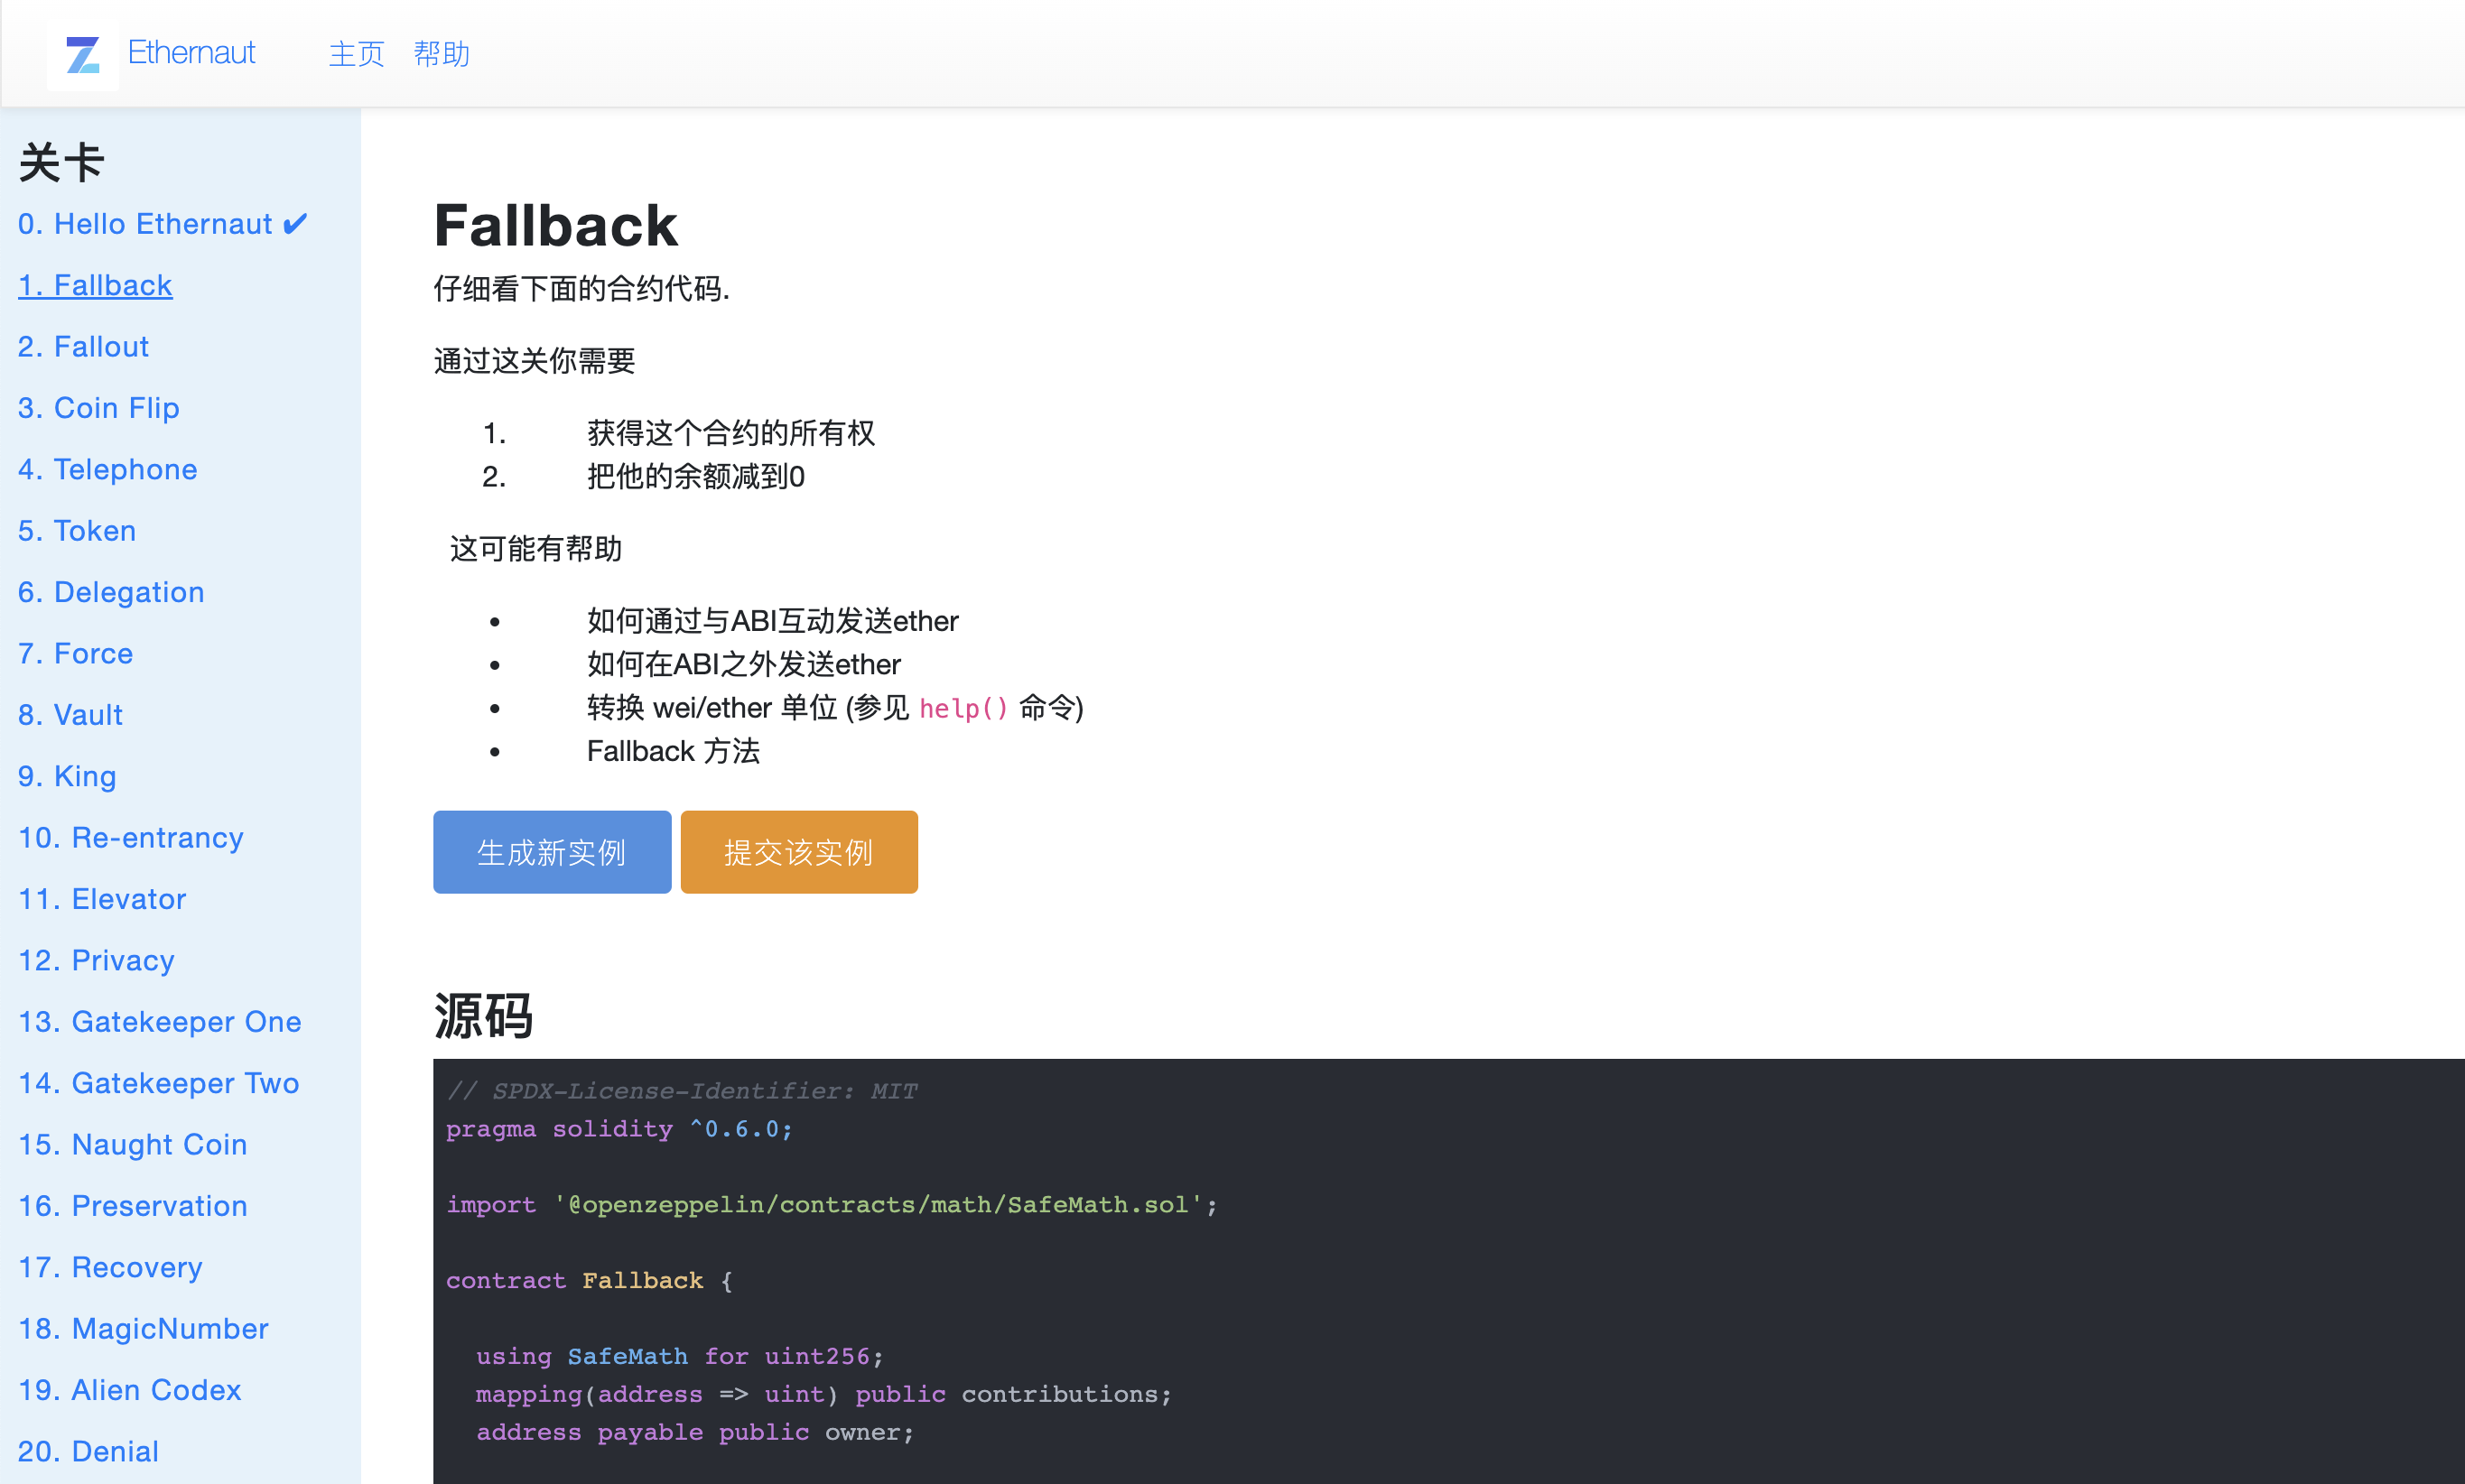 Ethernaut 主页 帮助
关卡
0. Hello Ethernaut ✔
1. Fallback
2. Fallout
3. Coin Flip
4. Telephone
5. Token
6. Delegation
7. Force
8. Vault
9. King
10. Re-entrancy
11. Elevator
12. Privacy
13. Gatekeeper One
14. Gatekeeper Two
15. Naught Coin
16. Preservation
17. Recovery
18. MagicNumber
19. Alien Codex
20. Denial
Fallback
仔细看下面的合约代码.
通过这关你需要
1. 获得这个合约的所有权
2. 把他的余额减到0
这可能有帮助
• 如何通过与ABI互动发送ether
• 如何在ABI之外发送ether
• 转换 wei/ether 单位 (参见 help() 命令)
• Fallback 方法
生成新实例 提交该实例
源码
// SPDX-License-Identifier: MIT
pragma solidity ^0.6.0;
import '@openzeppelin/contracts/math/SafeMath.sol';
contract Fallback {
using SafeMath for uint256;
mapping(address => uint) public contributions;
address payable public owner;